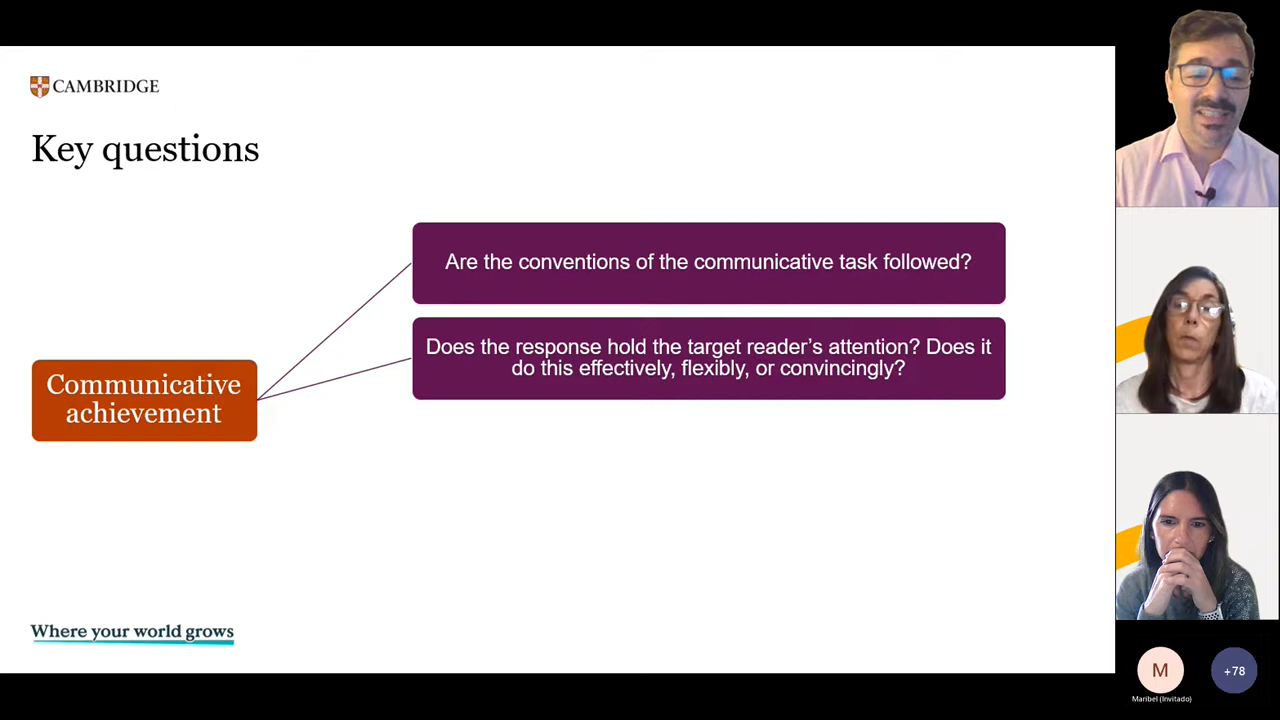 CAMBRIDGE
Key questions
Are the conventions of the communicative task followed?
Does the response hold the target reader’s attention? Does it
do this effectively, flexibly, or convincingly?
Communicative
achievement
Where your world grows
M
+78
Maribel (Invitado)